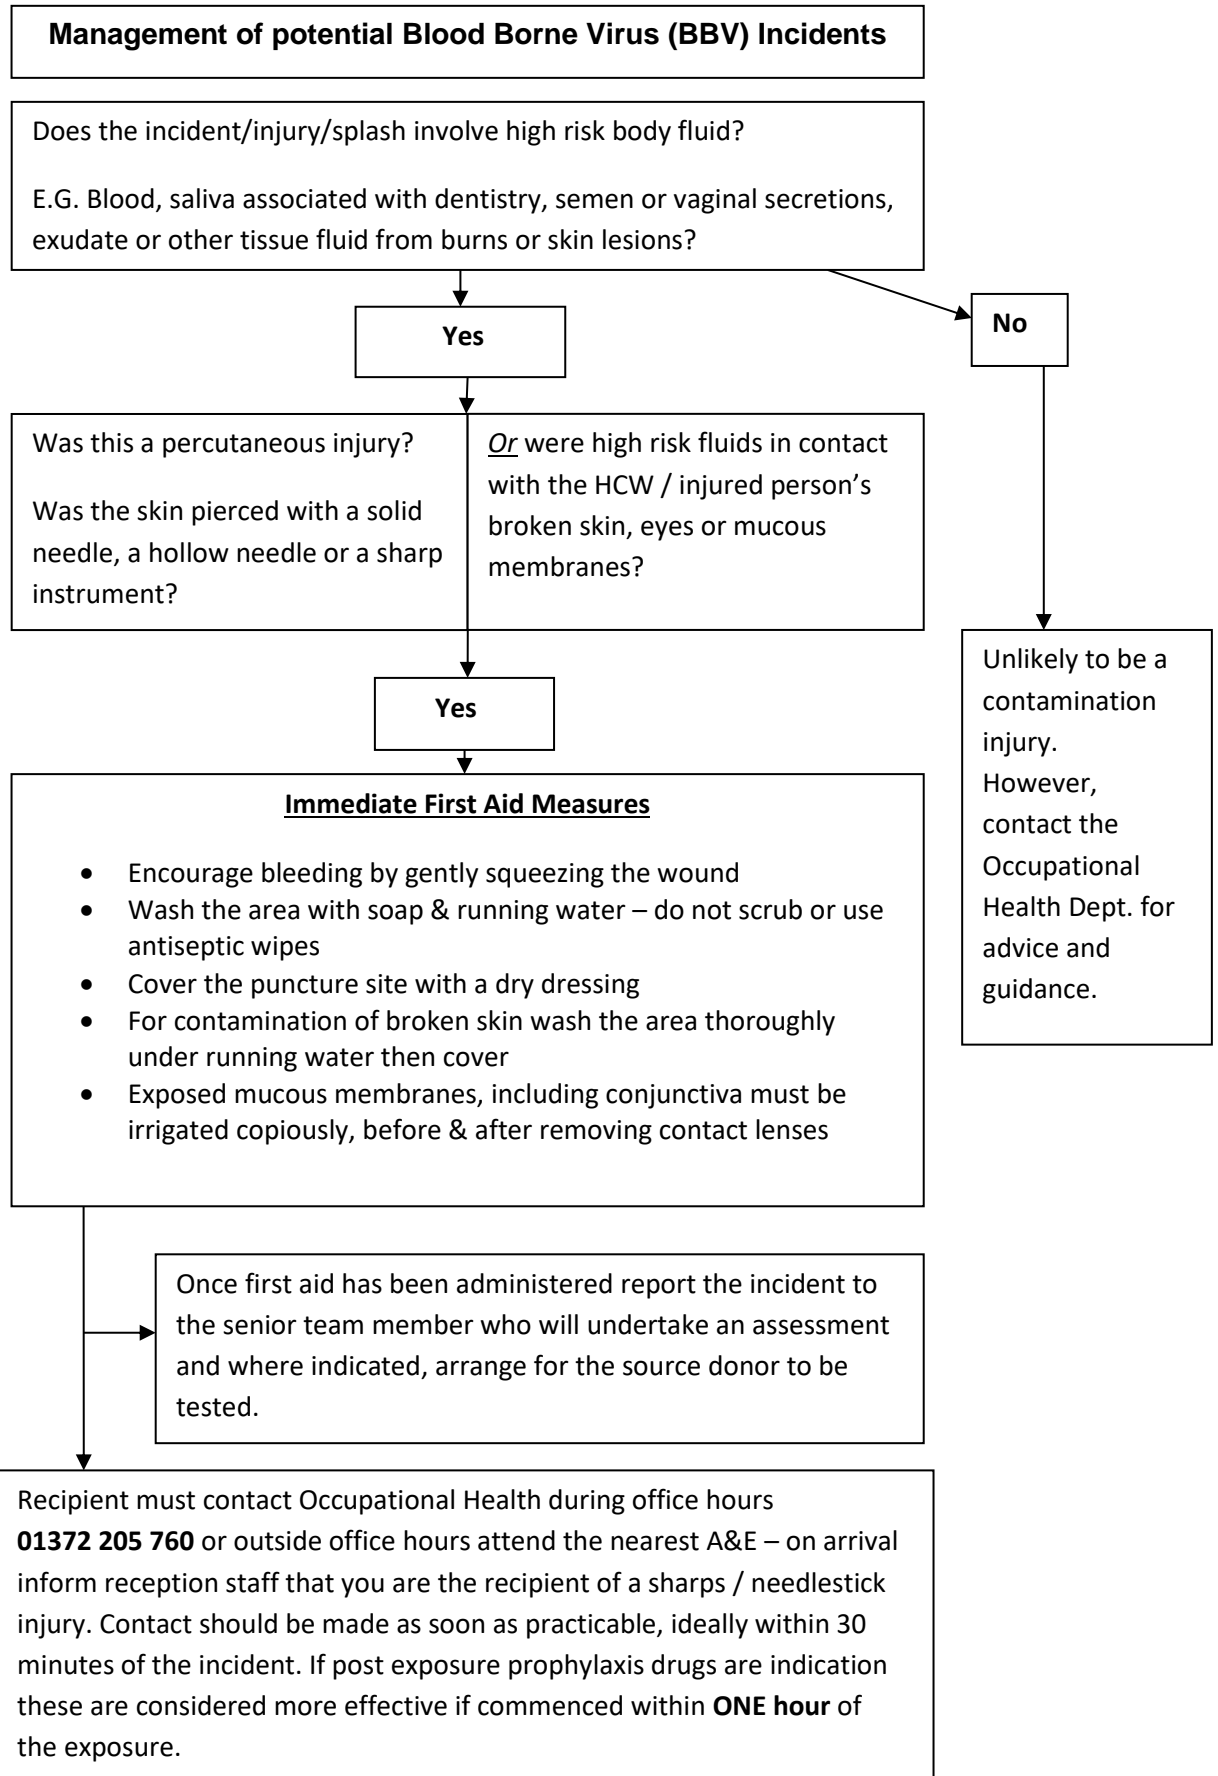 Management of potential Blood Borne Virus (BBV) Incidents
Does the incident/injury/splash involve high risk body fluid?
E.G. Blood, saliva associated with dentistry, semen or vaginal secretions,
exudate or other tissue fluid from burns or skin lesions?
Yes
No
Was this a percutaneous injury?
Was the skin pierced with a solid
needle, a hollow needle or a sharp
instrument?
Or were high risk fluids in contact
with the HCW / injured person's
broken skin, eyes or mucous
membranes?
Yes
Unlikely to be a
contamination
injury.
However,
contact the
Occupational
Health Dept. for
advice and
guidance.
Immediate First Aid Measures
• Encourage bleeding by gently squeezing the wound
• Wash the area with soap & running water – do not scrub or use
antiseptic wipes
• Cover the puncture site with a dry dressing
• For contamination of broken skin wash the area thoroughly
under running water then cover
• Exposed mucous membranes, including conjunctiva must be
irrigated copiously, before & after removing contact lenses
Once first aid has been administered report the incident to
the senior team member who will undertake an assessment
and where indicated, arrange for the source donor to be
tested.
Recipient must contact Occupational Health during office hours
01372 205 760 or outside office hours attend the nearest A&E – on arrival
inform reception staff that you are the recipient of a sharps / needlestick
injury. Contact should be made as soon as practicable, ideally within 30
minutes of the incident. If post exposure prophylaxis drugs are indication
these are considered more effective if commenced within ONE hour of
the exposure.